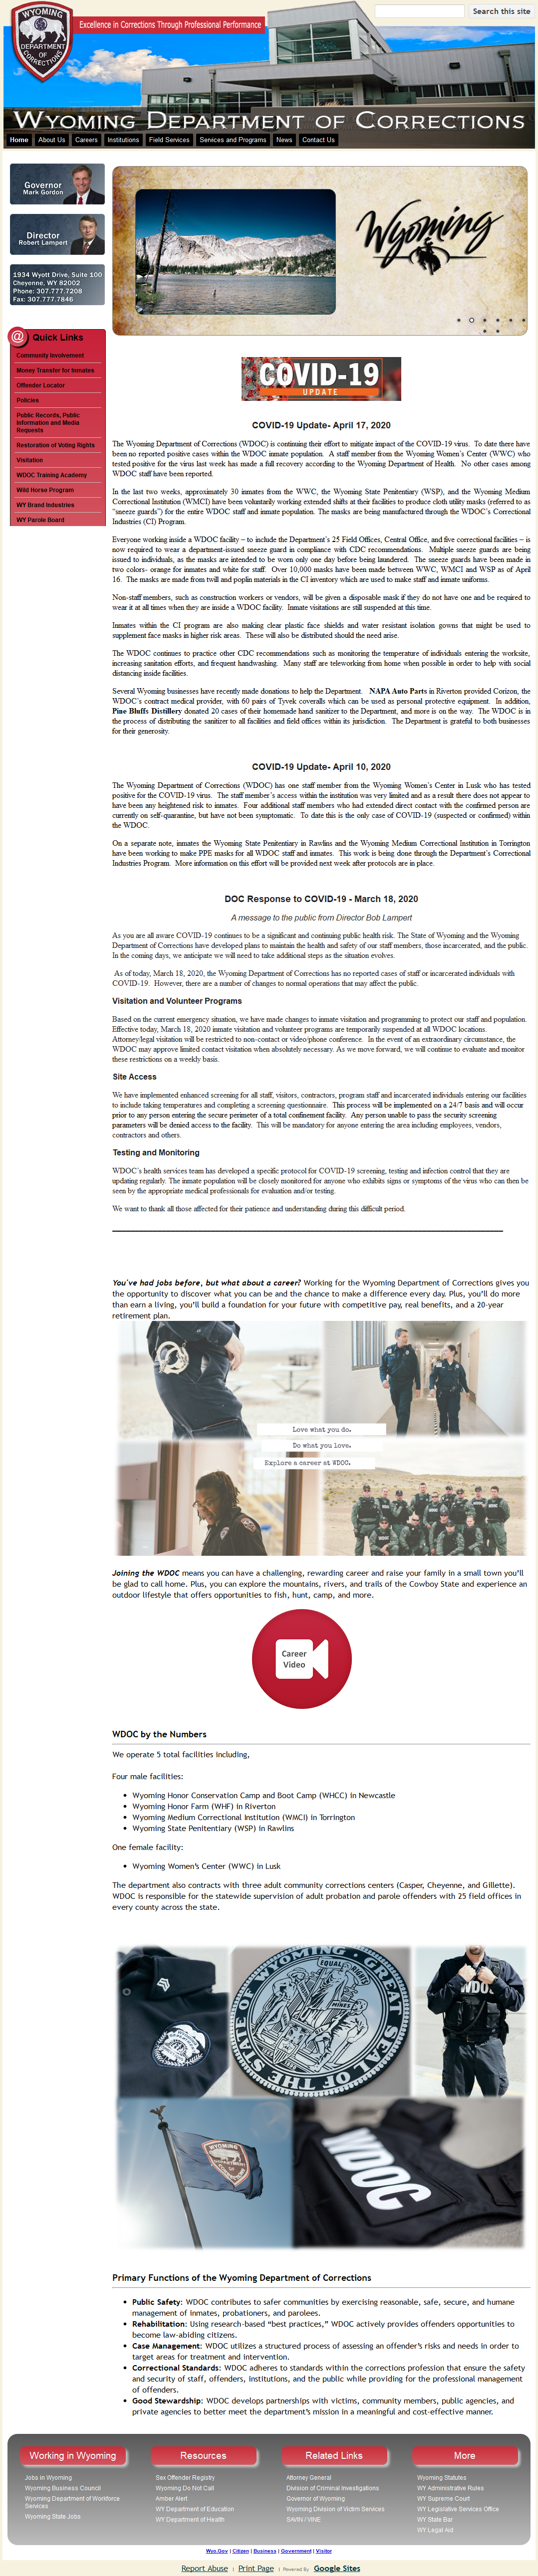 WYOMING
DEPARTMENT OF
CORRECTIONS
Excellence in Corrections Through Professional Performance
Search this site
WYOMING DEPARTMENT OF CORRECTIONS
Home
About Us
Careers
Institutions
Field Services
Services and Programs
News
Contact Us
Governor
Mark Gordon
Director
Robert Lampert
1934 Wyott Drive, Suite 100
Cheyenne, WY 82002
Phone: 307.777.7208
Fax: 307.777.7846
Wyoming
@ Quick Links
Community Involvement
Money Transfer for Inmates
Offender Locator
Policies
Public Records, Public
Information and Media
Requests
Restoration of Voting Rights
Visitation
WDOC Training Academy
Wild Horse Program
WY Brand Industries
WY Parole Board
COVID-19
UPDATE
COVID-19 Update- April 17, 2020
The Wyoming Department of Corrections (WDOC) is continuing their effort to mitigate impact of the COVID-19 virus. To date there have
been no reported positive cases within the WDOC inmate population. A staff member from the Wyoming Women's Center (WWC) who
tested positive for the virus last week has made a full recovery according to the Wyoming Department of Health. No other cases among
WDOC staff have been reported.
In the last two weeks, approximately 30 inmates from the WWC, the Wyoming State Penitentiary (WSP), and the Wyoming Medium
Correctional Institution (WMCI) have been voluntarily working extended shifts at their facilities to produce cloth utility masks (referred to as
“sneeze guards”) for the entire WDOC staff and inmate population. The masks are being manufactured through the WDOC's Correctional
Industries (CI) Program.
Everyone working inside a WDOC facility – to include the Department's 25 Field Offices, Central Office, and five correctional facilities – is
now required to wear a department-issued sneeze guard in compliance with CDC recommendations. Multiple sneeze guards are being
issued to individuals, as the masks are intended to be worn only one day before being laundered. The sneeze guards have been made in
two colors- orange for inmates and white for staff. Over 10,000 masks have been made between WWC, WMCI and WSP as of April
16. The masks are made from twill and poplin materials in the CI inventory which are used to make staff and inmate uniforms.
Non-staff members, such as construction workers or vendors, will be given a disposable mask if they do not have one and be required to
wear it at all times when they are inside a WDOC facility. Inmate visitations are still suspended at this time.
Inmates within the CI program are also making clear plastic face shields and water resistant isolation gowns that might be used to
supplement face masks in higher risk areas. These will also be distributed should the need arise.
The WDOC continues to practice other CDC recommendations such as monitoring the temperature of individuals entering the worksite,
increasing sanitation efforts, and frequent handwashing. Many staff are teleworking from home when possible in order to help with social
distancing inside facilities.
Several Wyoming businesses have recently made donations to help the Department. NAPA Auto Parts in Riverton provided Corizon, the
WDOC's contract medical provider, with 60 pairs of Tyvek coveralls which can be used as personal protective equipment. In addition,
Pine Bluffs Distillery donated 20 cases of their homemade hand sanitizer to the Department, and more is on the way. The WDOC is in
the process of distributing the sanitizer to all facilities and field offices within its jurisdiction. The Department is grateful to both businesses
for their generosity.
COVID-19 Update- April 10, 2020
The Wyoming Department of Corrections (WDOC) has one staff member from the Wyoming Women's Center in Lusk who has tested
positive for the COVID-19 virus. The staff member's access within the institution was very limited and as a result there does not appear to
have been any heightened risk to inmates. Four additional staff members who had extended direct contact with the confirmed person are
currently on self-quarantine, but have not been symptomatic. To date this is the only case of COVID-19 (suspected or confirmed) within
the WDOC.
On a separate note, inmates the Wyoming State Penitentiary in Rawlins and the Wyoming Medium Correctional Institution in Torrington
have been working to make PPE masks for all WDOC staff and inmates. This work is being done through the Department's Correctional
Industries Program. More information on this effort will be provided next week after protocols are in place.
DOC Response to COVID-19 - March 18, 2020
A message to the public from Director Bob Lampert
As you are all aware COVID-19 continues to be a significant and continuing public health risk. The State of Wyoming and the Wyoming
Department of Corrections have developed plans to maintain the health and safety of our staff members, those incarcerated, and the public.
In the coming days, we anticipate we will need to take additional steps as the situation evolves.
As of today, March 18, 2020, the Wyoming Department of Corrections has no reported cases of staff or incarcerated individuals with
COVID-19. However, there are a number of changes to normal operations that may affect the public.
Visitation and Volunteer Programs
Based on the current emergency situation, we have made changes to inmate visitation and programming to protect our staff and population.
Effective today, March 18, 2020 inmate visitation and volunteer programs are temporarily suspended at all WDOC locations.
Attorney/legal visitation will be restricted to non-contact or video/phone conference. In the event of an extraordinary circumstance, the
WDOC may approve limited contact visitation when absolutely necessary. As we move forward, we will continue to evaluate and monitor
these restrictions on a weekly basis.
Site Access
We have implemented enhanced screening for all staff, visitors, contractors, program staff and incarcerated individuals entering our facilities
to include taking temperatures and completing a screening questionnaire. This process will be implemented on a 24/7 basis and will occur
prior to any person entering the secure perimeter of a total confinement facility. Any person unable to pass the security screening
parameters will be denied access to the facility. This will be mandatory for anyone entering the area including employees, vendors,
contractors and others.
Testing and Monitoring
WDOC's health services team has developed a specific protocol for COVID-19 screening, testing and infection control that they are
updating regularly. The inmate population will be closely monitored for anyone who exhibits signs or symptoms of the virus who can then be
seen by the appropriate medical professionals for evaluation and/or testing.
We want to thank all those affected for their patience and understanding during this difficult period.
You've had jobs before, but what about a career? Working for the Wyoming Department of Corrections gives you
the opportunity to discover what you can be and the chance to make a difference every day. Plus, you'll do more
than earn a living, you'll build a foundation for your future with competitive pay, real benefits, and a 20-year
retirement plan.
Love what you do.
Do what you love.
Explore a career at WDOC.
Joining the WDOC means you can have a challenging, rewarding career and raise your family in a small town you'll
be glad to call home. Plus, you can explore the mountains, rivers, and trails of the Cowboy State and experience an
outdoor lifestyle that offers opportunities to fish, hunt, camp, and more.
Career
Video
WDOC by the Numbers
We operate 5 total facilities including,
Four male facilities:
• Wyoming Honor Conservation Camp and Boot Camp (WHCC) in Newcastle
• Wyoming Honor Farm (WHF) in Riverton
• Wyoming Medium Correctional Institution (WMCI) in Torrington
• Wyoming State Penitentiary (WSP) in Rawlins
One female facility:
• Wyoming Women's Center (WWC) in Lusk
The department also contracts with three adult community corrections centers (Casper, Cheyenne, and Gillette).
WDOC is responsible for the statewide supervision of adult probation and parole offenders with 25 field offices in
every county across the state.
GREAT SEAL OF THE STATE OF WYOMING
EQUAL RIGHTS
MINES
WDOC
WYOMING
WDOC
Primary Functions of the Wyoming Department of Corrections
• Public Safety: WDOC contributes to safer communities by exercising reasonable, safe, secure, and humane
management of inmates, probationers, and parolees.
• Rehabilitation: Using research-based “best practices,” WDOC actively provides offenders opportunities to
become law-abiding citizens.
• Case Management: WDOC utilizes a structured process of assessing an offender's risks and needs in order to
target areas for treatment and intervention.
• Correctional Standards: WDOC adheres to standards within the corrections profession that ensure the safety
and security of staff, offenders, institutions, and the public while providing for the professional management
of offenders.
• Good Stewardship: WDOC develops partnerships with victims, community members, public agencies, and
private agencies to better meet the department's mission in a meaningful and cost-effective manner.
Working in Wyoming
Jobs in Wyoming
Wyoming Business Council
Wyoming Department of Workforce
Services
Wyoming State Jobs
Resources
Sex Offender Registry
Wyoming Do Not Call
Amber Alert
WY Department of Education
WY Department of Health
Related Links
Attorney General
Division of Criminal Investigations
Governor of Wyoming
Wyoming Division of Victim Services
SAVIN / VINE
More
Wyoming Statutes
WY Administrative Rules
WY Supreme Court
WY Legislative Services Office
WY State Bar
WY Legal Aid
Wyo.Gov | Citizen | Business | Government | Visitor
Report Abuse | Print Page | Powered By Google Sites